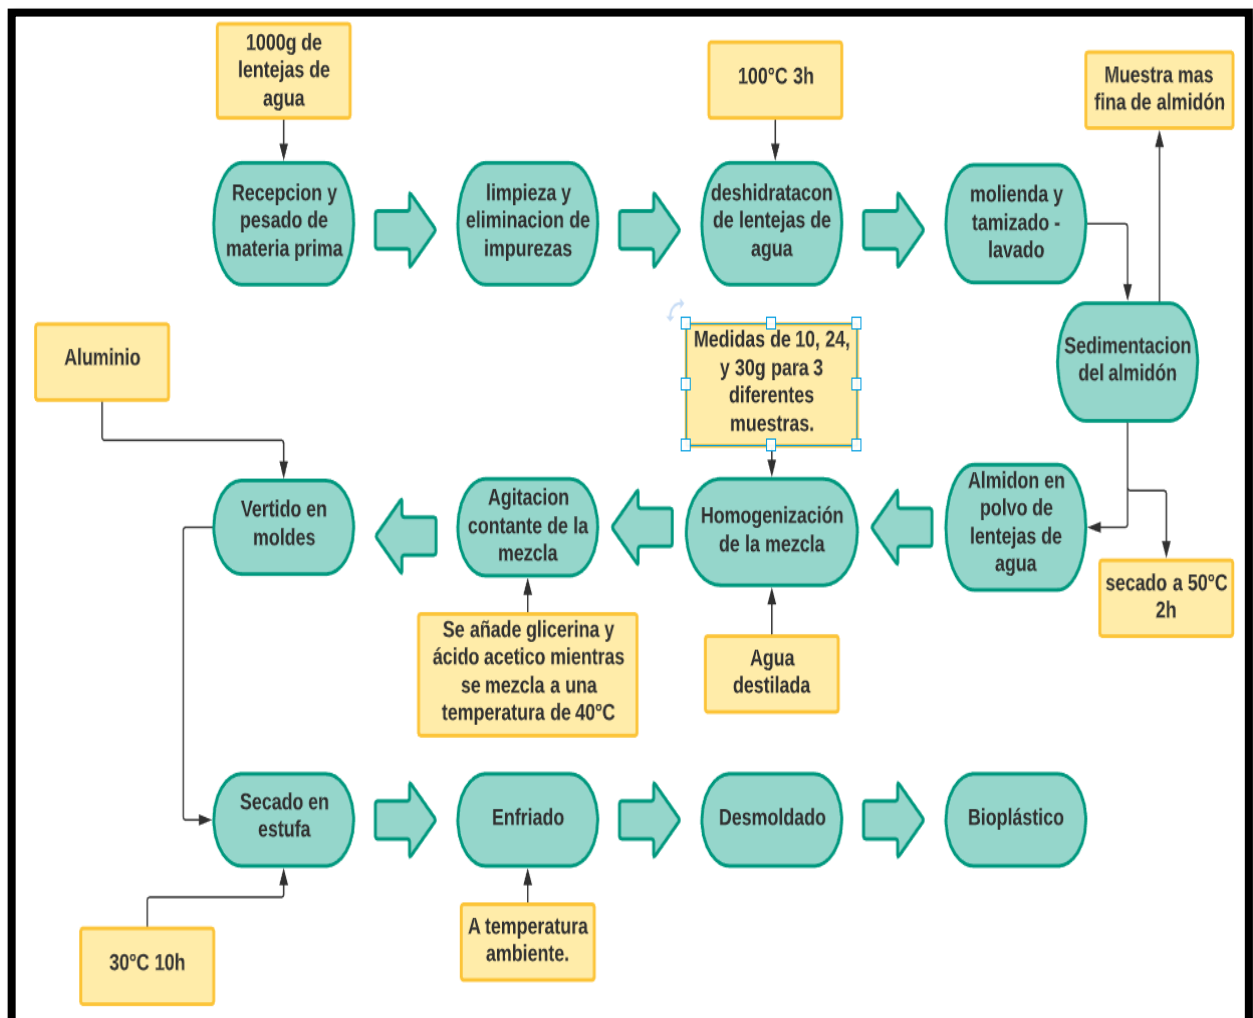 1000g de
lentejas de
agua
100°C 3h
Muestra mas
fina de almidón
Recepcion y
pesado de
materia prima
limpieza y
eliminacion de
impurezas
deshidratacon
de lentejas de
agua
molienda y
tamizado -
lavado
Sedimentacion
del almidón
Aluminio
Medidas de 10, 24,
y 30g para 3
diferentes
muestras.
Vertido en
moldes
Agitacion
contante de la
mezcla
Homogenización
de la mezcla
Almidon en
polvo de
lentejas de
agua
secado a 50°C
2h
Se añade glicerina y
ácido acetico mientras
se mezcla a una
temperatura de 40°C
Agua
destilada
Secado en
estufa
Enfriado
Desmoldado
Bioplástico
30°C 10h
A temperatura
ambiente.